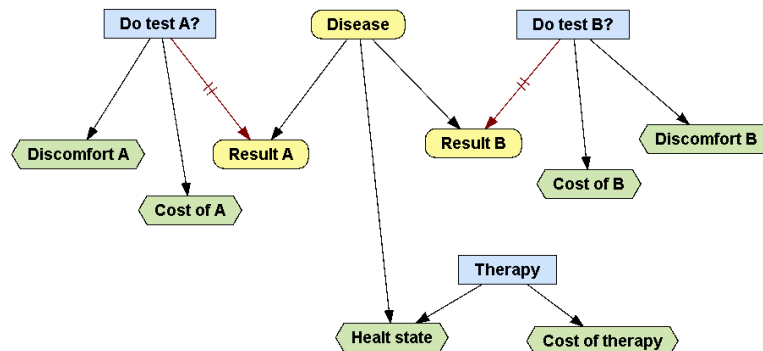 Do test A?
Disease
Do test B?
Discomfort A
Result A
Result B
Discomfort B
Cost of A
Cost of B
Therapy
Healt state
Cost of therapy